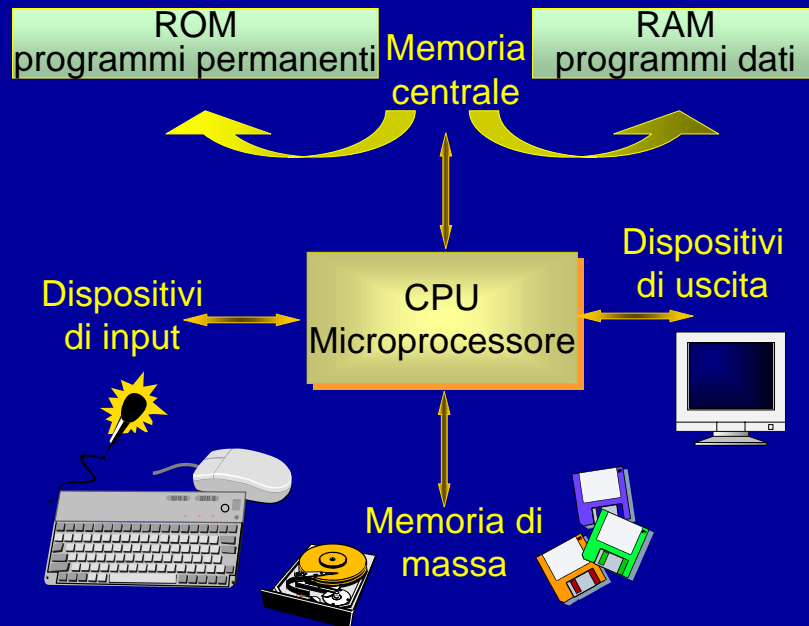 ROM
programmi permanenti
Memoria
centrale
RAM
programmi dati
Dispositivi
di input
CPU
Microprocessore
Dispositivi
di uscita
Memoria di
massa